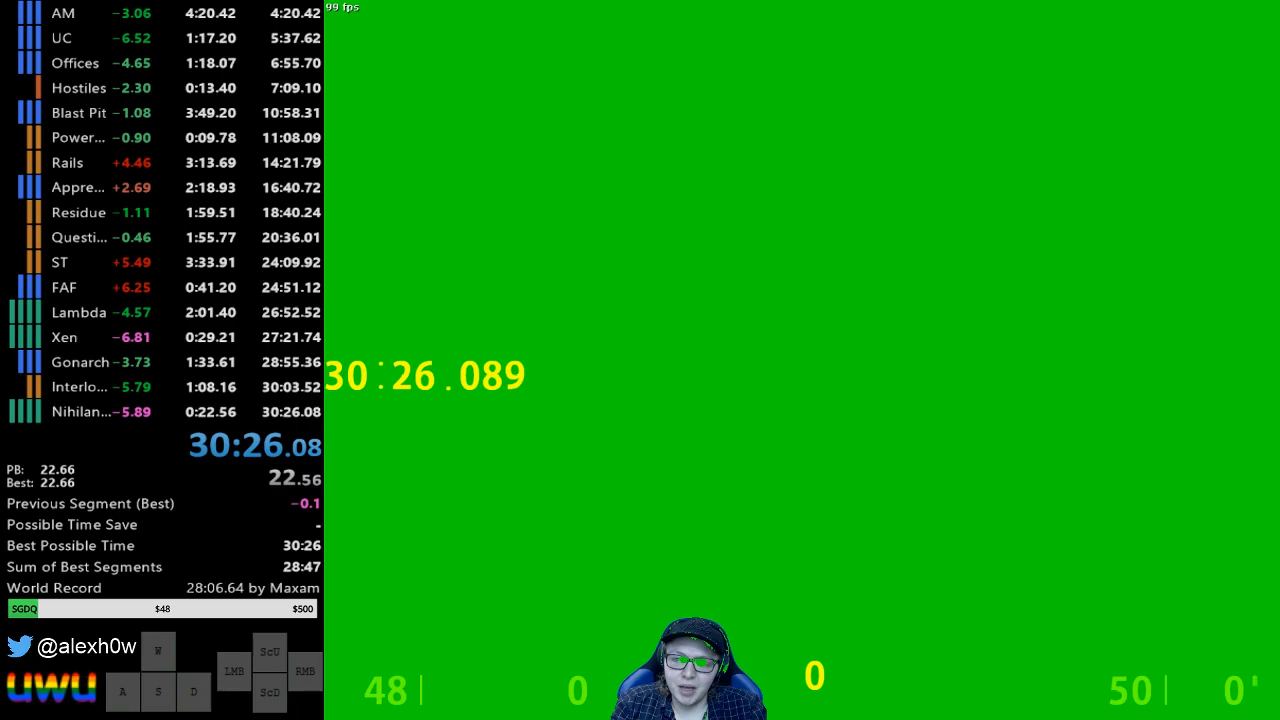 99 fps
AM −3.06 4:20.42 4:20.42
UC −6.52 1:17.20 5:37.62
Offices −4.65 1:18.07 6:55.70
Hostiles −2.30 0:13.40 7:09.10
Blast Pit −1.08 3:49.20 10:58.31
Power... −0.90 0:09.78 11:08.09
Rails +4.46 3:13.69 14:21.79
Appre... +2.69 2:18.93 16:40.72
Residue −1.11 1:59.51 18:40.24
Questi... −0.46 1:55.77 20:36.01
ST +5.49 3:33.91 24:09.92
FAF +6.25 0:41.20 24:51.12
Lambda −4.57 2:01.40 26:52.52
Xen −6.81 0:29.21 27:21.74
Gonarch −3.73 1:33.61 28:55.36
Interlo... −5.79 1:08.16 30:03.52
Nihilan... −5.89 0:22.56 30:26.08
30:26.089
30:26.08
PB: 22.66
Best: 22.66
22.56
Previous Segment (Best) −0.1
Possible Time Save -
Best Possible Time 30:26
Sum of Best Segments 28:47
World Record 28:06.64 by Maxam
SGDQ $48 $500
@alexh0w
uwu
W
A S D
LMB ScU ScD RMB
48| 0 0 50| 0'